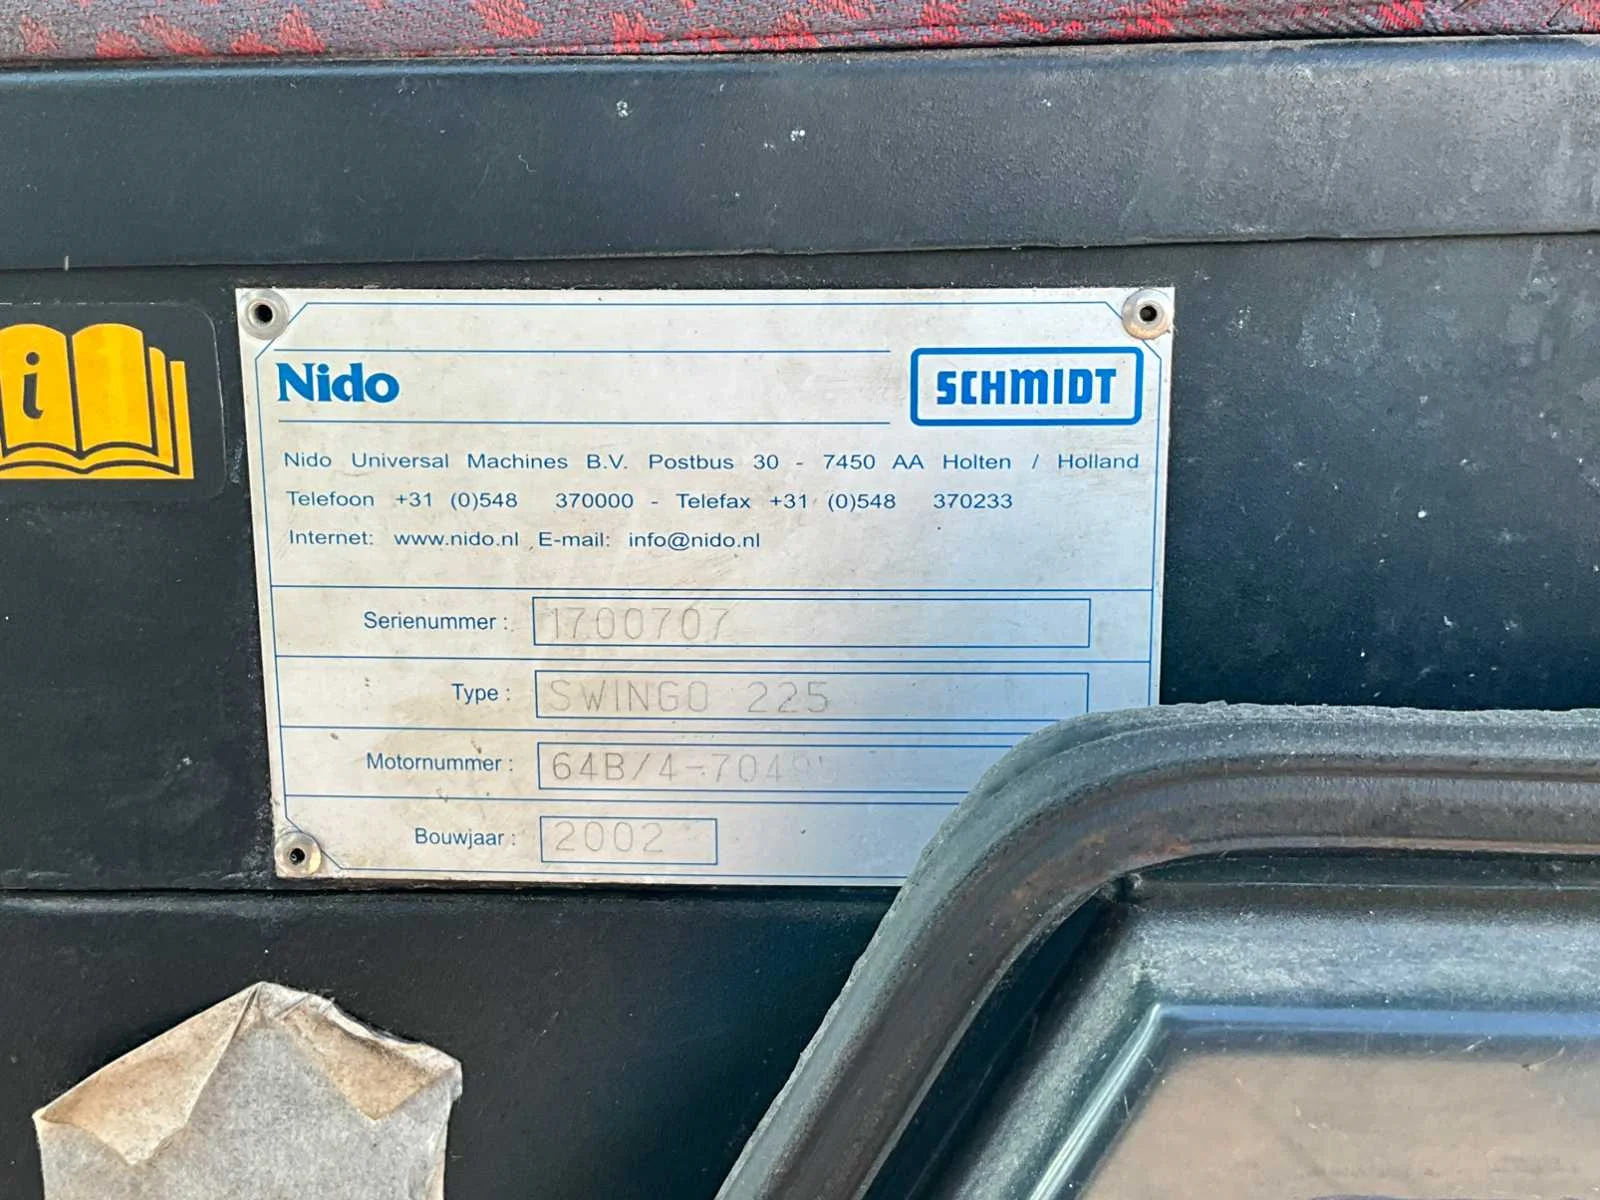 i
Nido SCHMIDT
Nido Universal Machines B.V. Postbus 30 - 7450 AA Holten / Holland
Telefoon +31 (0)548 370000 - Telefax +31 (0)548 370233
Internet: www.nido.nl E-mail: info@nido.nl
Serienummer : 1700707
Type : SWINGO 225
Motornummer :
Bouwjaar : 2002